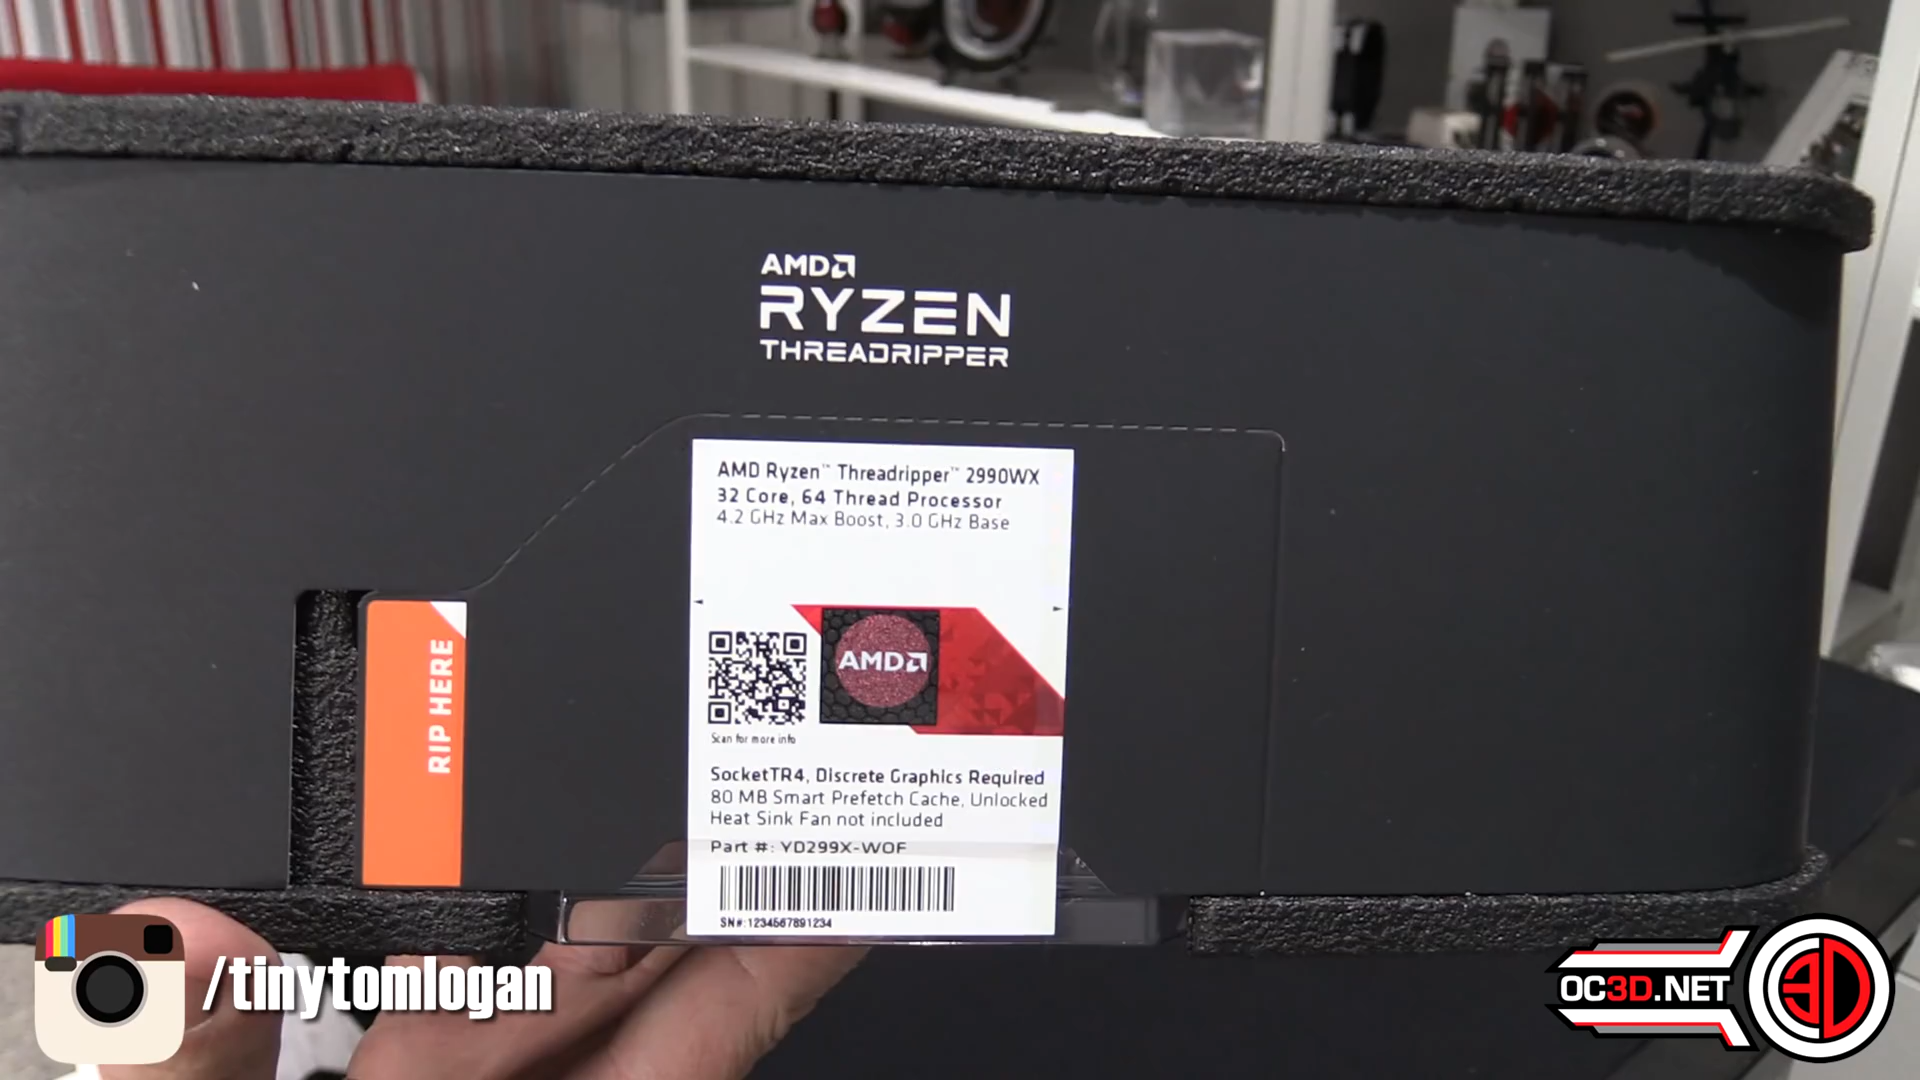 AMD
RYZEN
THREADRIPPER
AMD Ryzen™ Threadripper™ 2990WX
32 Core, 64 Thread Processor
4.2 GHz Max Boost, 3.0 GHz Base
RIP HERE
AMD
Scan for more info
SocketTR4, Discrete Graphics Required
80 MB Smart Prefetch Cache, Unlocked
Heat Sink Fan not included
Part #: YD299X-WOF
SN#:1234567891234
/tinytomlogan
OC3D.NET
3D